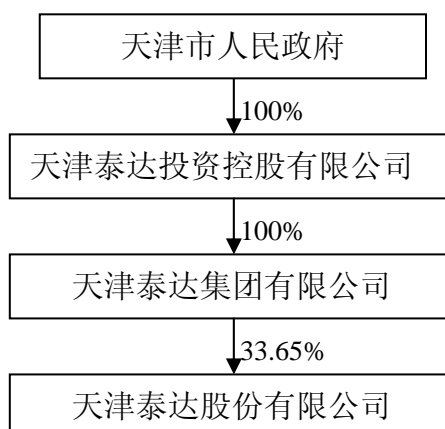 天津市人民政府
100%
天津泰达投资控股有限公司
100%
天津泰达集团有限公司
33.65%
天津泰达股份有限公司